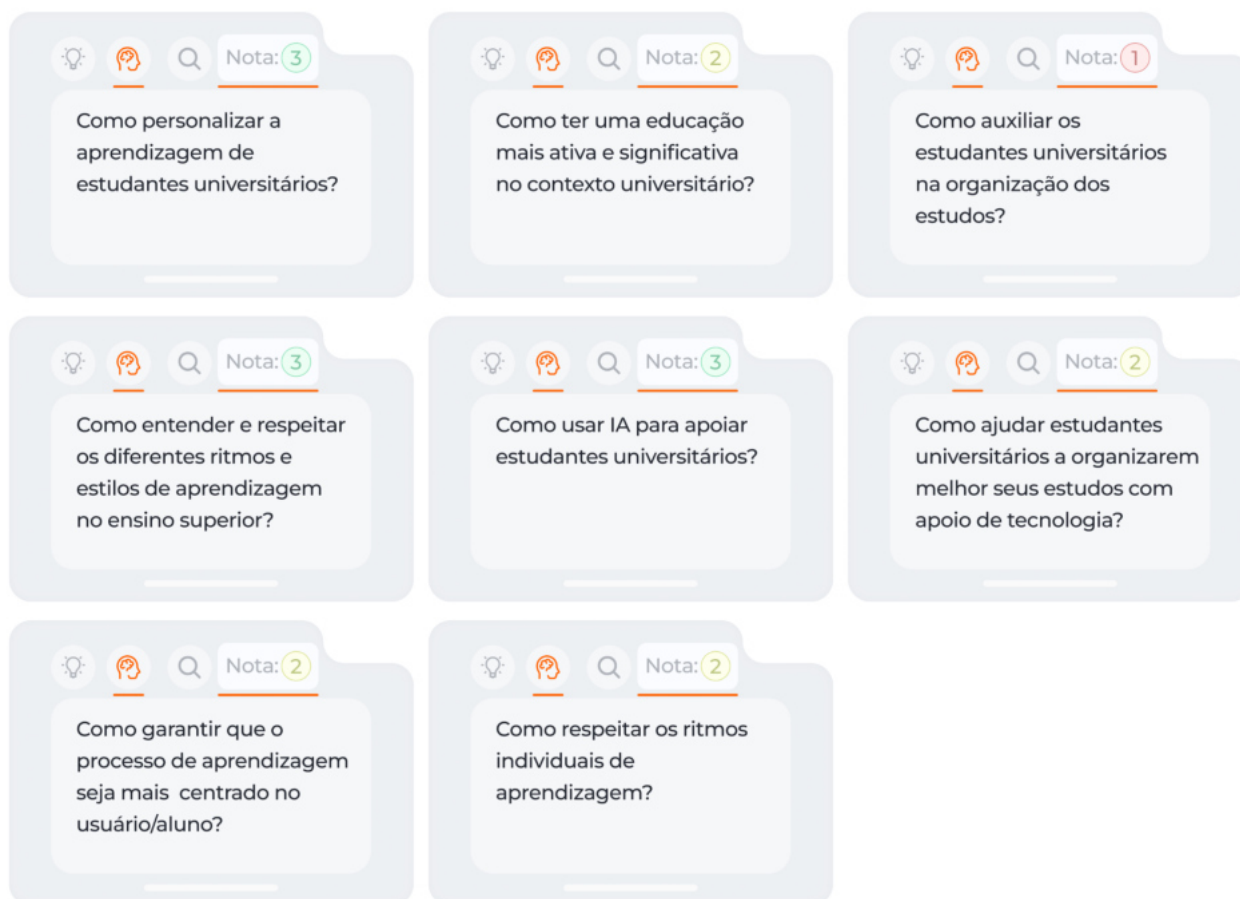 Nota: 3
Como personalizar a
aprendizagem de
estudantes universitários?
Nota: 2
Como ter uma educação
mais ativa e significativa
no contexto universitário?
Nota: 1
Como auxiliar os
estudantes universitários
na organização dos
estudos?
Nota: 3
Como entender e respeitar
os diferentes ritmos e
estilos de aprendizagem
no ensino superior?
Nota: 3
Como usar IA para apoiar
estudantes universitários?
Nota: 2
Como ajudar estudantes
universitários a organizarem
melhor seus estudos com
apoio de tecnologia?
Nota: 2
Como garantir que o
processo de aprendizagem
seja mais centrado no
usuário/aluno?
Nota: 2
Como respeitar os ritmos
individuais de
aprendizagem?